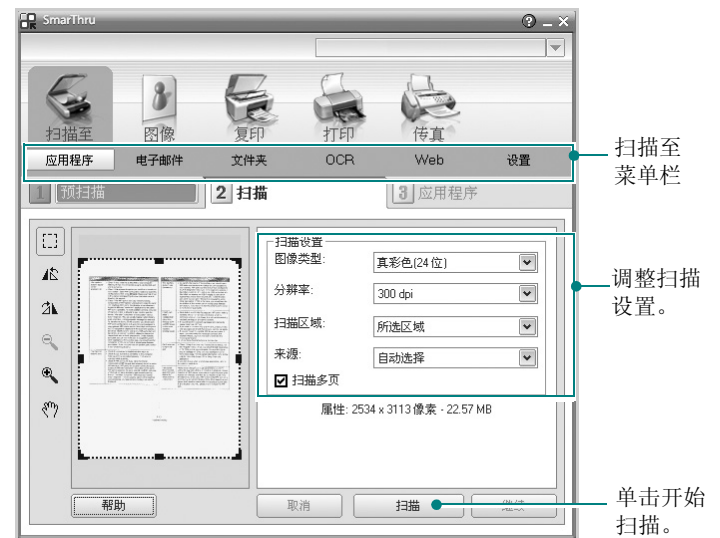 SmarThru
扫描至 图像 复印 打印 传真
应用程序 电子邮件 文件夹 OCR Web 设置
扫描至
菜单栏
1 预扫描 2 扫描 3 应用程序
扫描设置
图像类型: 真彩色(24 位)
分辨率: 300 dpi
扫描区域: 所选区域
来源: 自动选择
扫描多页
调整扫描
设置。
属性: 2534 x 3113 像素 - 22.57 MB
帮助 取消 扫描 继续
单击开始
扫描。